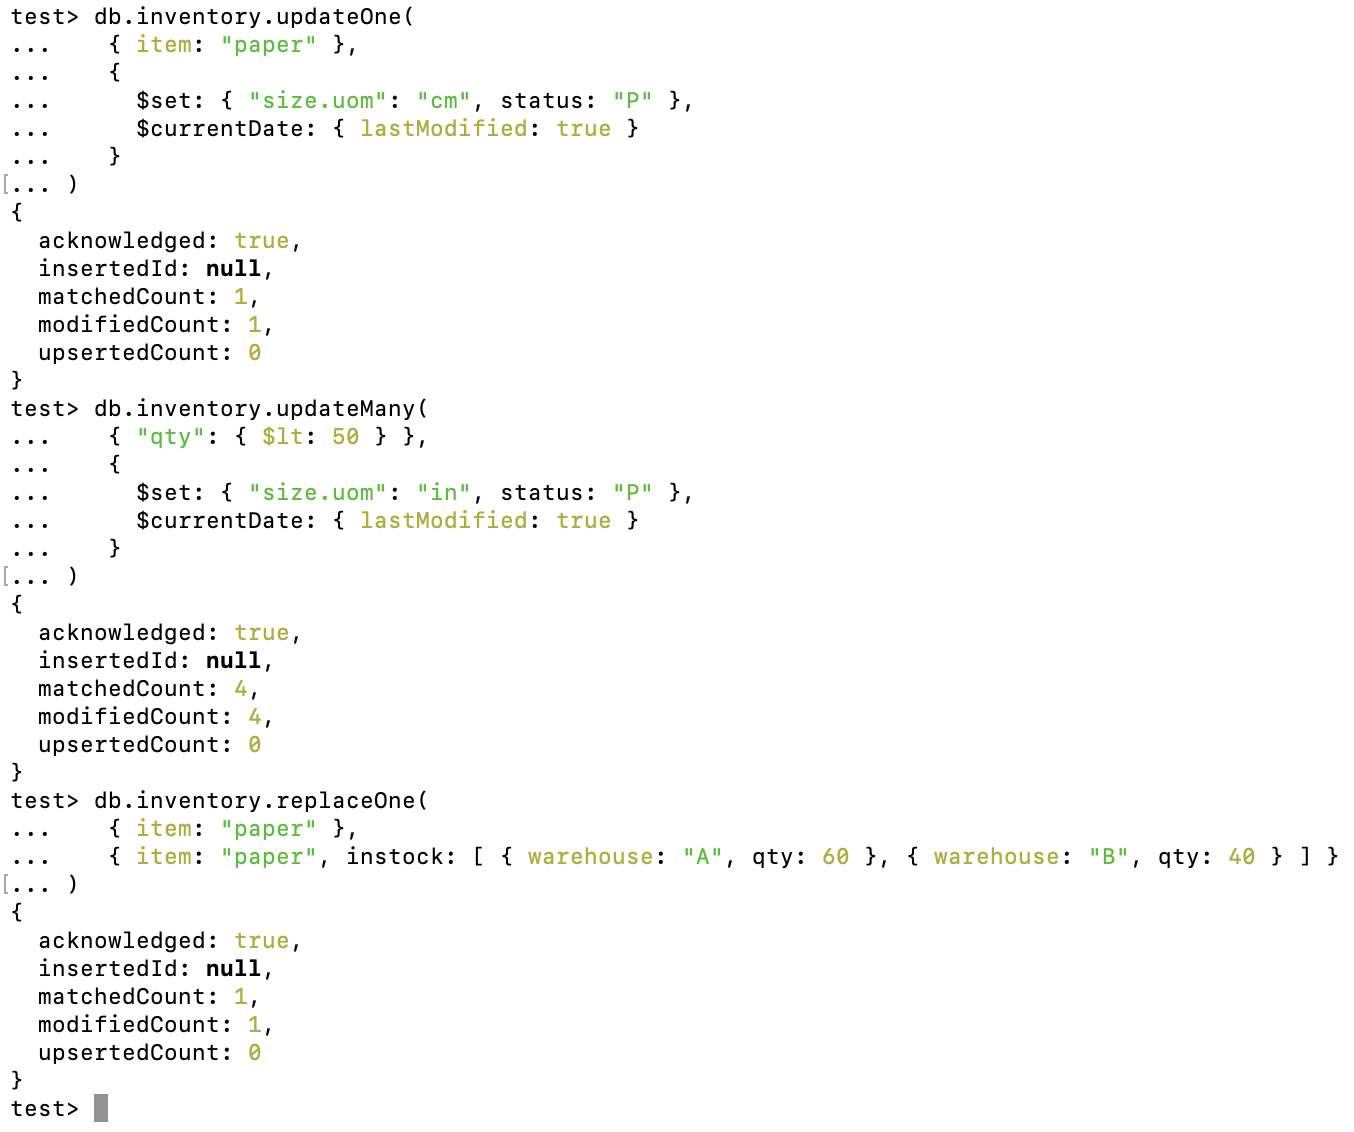 test> db.inventory.updateOne(
...    { item: "paper" },
...    {
...      $set: { "size.uom": "cm", status: "P" },
...      $currentDate: { lastModified: true }
...    }
[... )
{
  acknowledged: true,
  insertedId: null,
  matchedCount: 1,
  modifiedCount: 1,
  upsertedCount: 0
}
test> db.inventory.updateMany(
...    { "qty": { $lt: 50 } },
...    {
...      $set: { "size.uom": "in", status: "P" },
...      $currentDate: { lastModified: true }
...    }
[... )
{
  acknowledged: true,
  insertedId: null,
  matchedCount: 4,
  modifiedCount: 4,
  upsertedCount: 0
}
test> db.inventory.replaceOne(
...    { item: "paper" },
...    { item: "paper", instock: [ { warehouse: "A", qty: 60 }, { warehouse: "B", qty: 40 } ] }
[... )
{
  acknowledged: true,
  insertedId: null,
  matchedCount: 1,
  modifiedCount: 1,
  upsertedCount: 0
}
test>